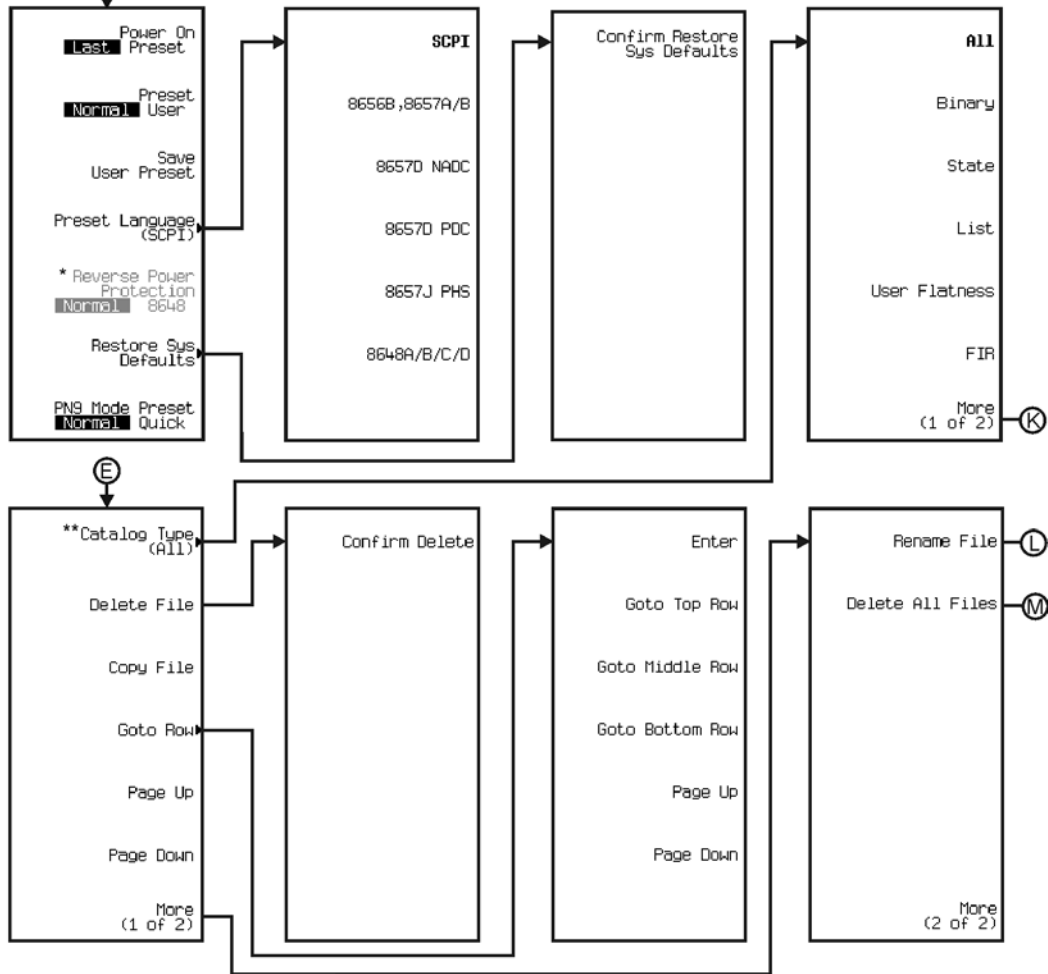 Power On
Last Preset
Preset
Normal User
Save
User Preset
Preset Language
(SCPI)
* Reverse Power
Protection
Normal 8648
Restore Sys
Defaults
PN9 Mode Preset
Normal Quick
SCPI
8656B,8657A/B
8657D NADC
8657D PDC
8657J PHS
8648A/B/C/D
Confirm Restore
Sys Defaults
All
Binary
State
List
User Flatness
FIR
More
(1 of 2)
K
E
**Catalog Type
(All)
Delete File
Copy File
Goto Row
Page Up
Page Down
More
(1 of 2)
Confirm Delete
Enter
Goto Top Row
Goto Middle Row
Goto Bottom Row
Page Up
Page Down
Rename File
L
Delete All Files
M
More
(2 of 2)